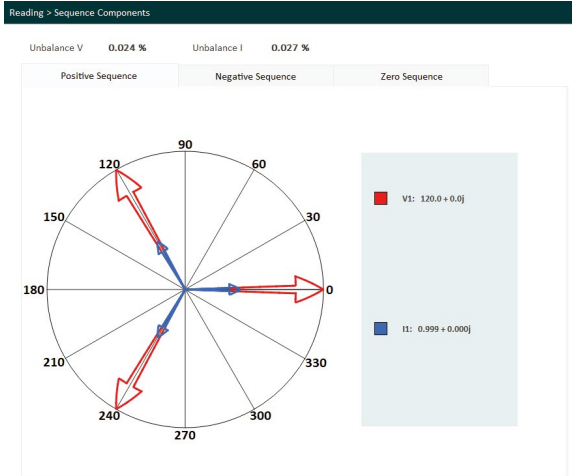 Reading > Sequence Components
Unbalance V 0.024 % Unbalance I 0.027 %
Positive Sequence Negative Sequence Zero Sequence
90
120 60
150 30
V1: 120.0 + 0.0j
180 0
I1: 0.999 + 0.000j
210 330
240 300
270